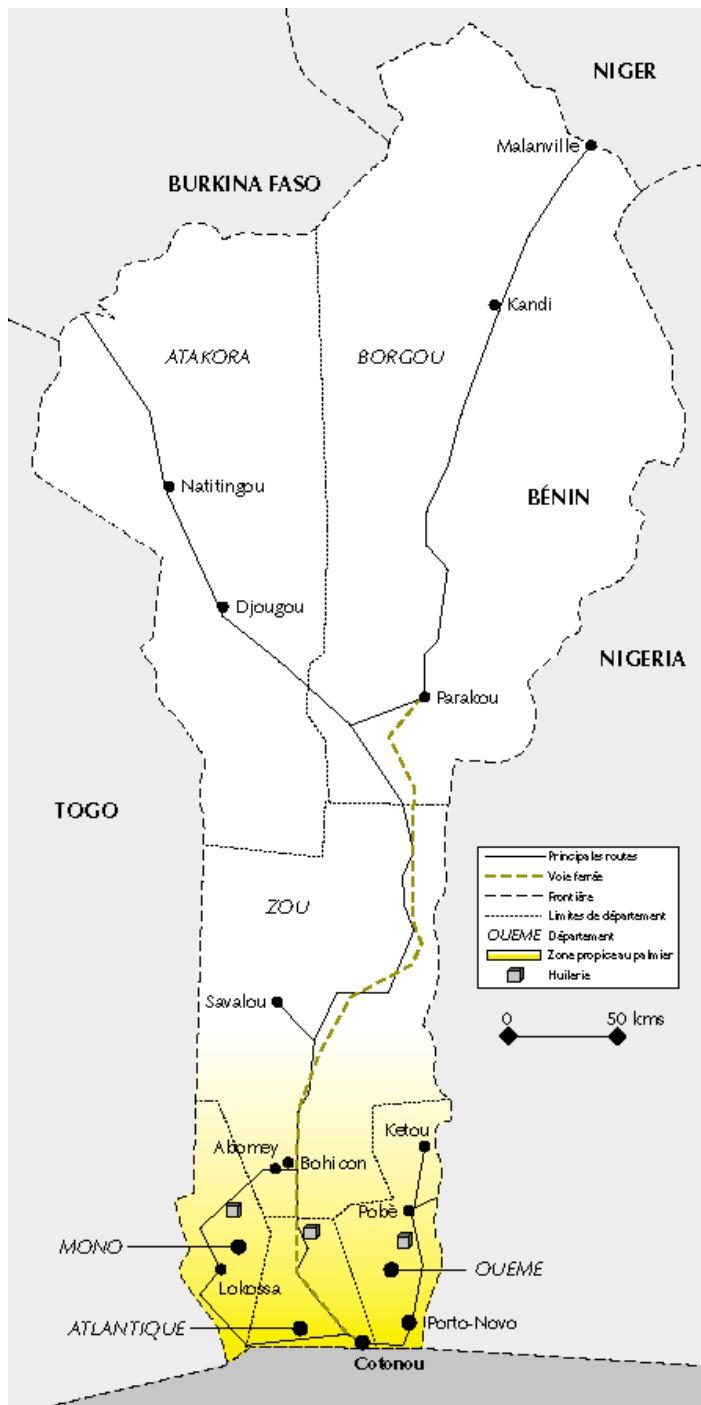 NIGER
Malanville
BURKINA FASO
Kandi
ATAKORA
BORGOU
Natitingou
BÉNIN
Djougou
NIGERIA
Parakou
TOGO
Principales routes
Voie ferrée
Frontière
Limites de département
OUEME Département
Zone propice au palmier
Huilerie
ZOU
Savalou
0 50 kms
Ketou
Abomey
Bohicon
Pobè
MONO
OUEME
Lokossa
ATLANTIQUE
Porto-Novo
Cotonou